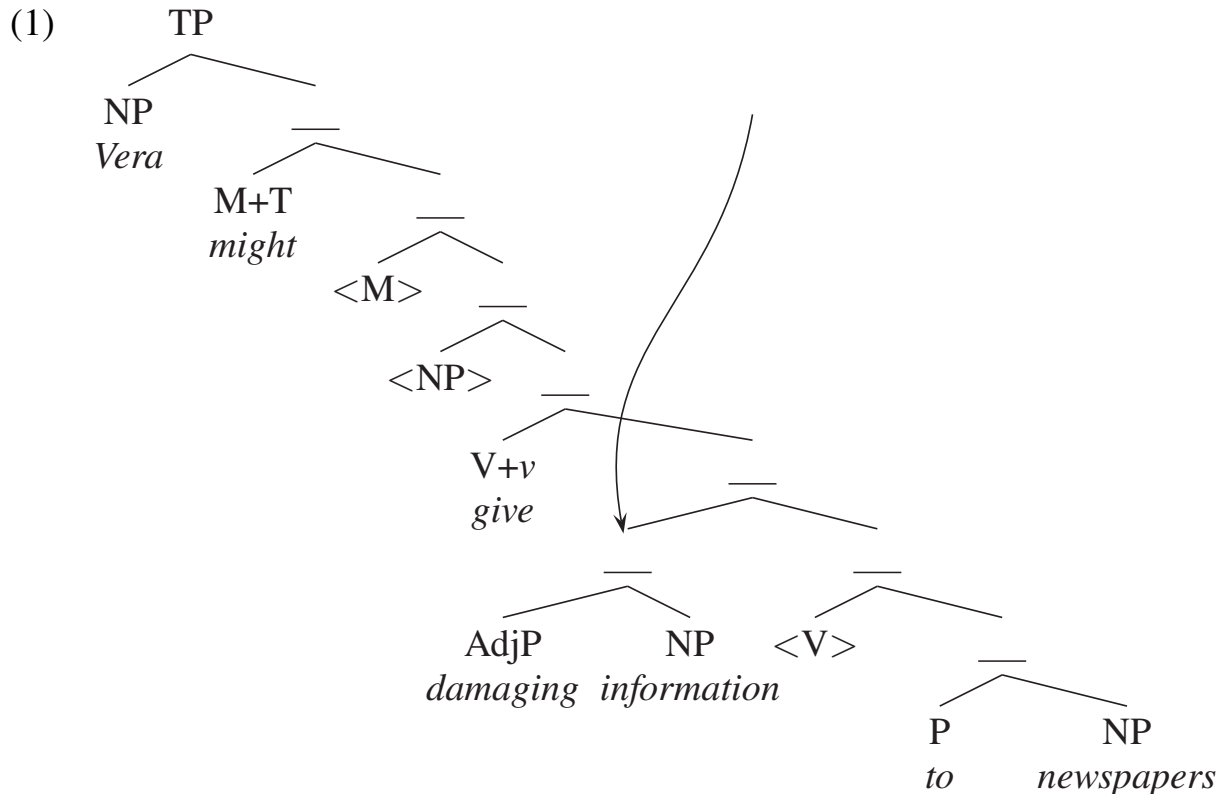 (1) TP
NP
Vera
M+T
might
<M>
<NP>
V+v
give
AdjP NP <V>
damaging information
P NP
to newspapers